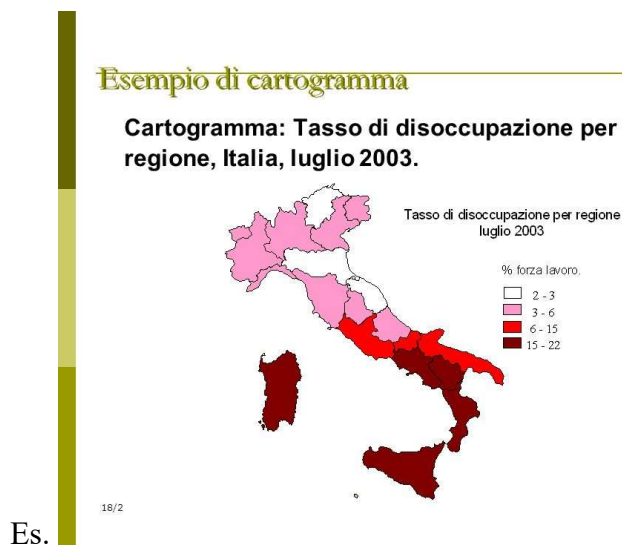 Esempio di cartogramma
Cartogramma: Tasso di disoccupazione per
regione, Italia, luglio 2003.
Tasso di disoccupazione per regione
luglio 2003
% forza lavoro.
2 - 3
3 - 6
6 - 15
15 - 22
18/2
Es.